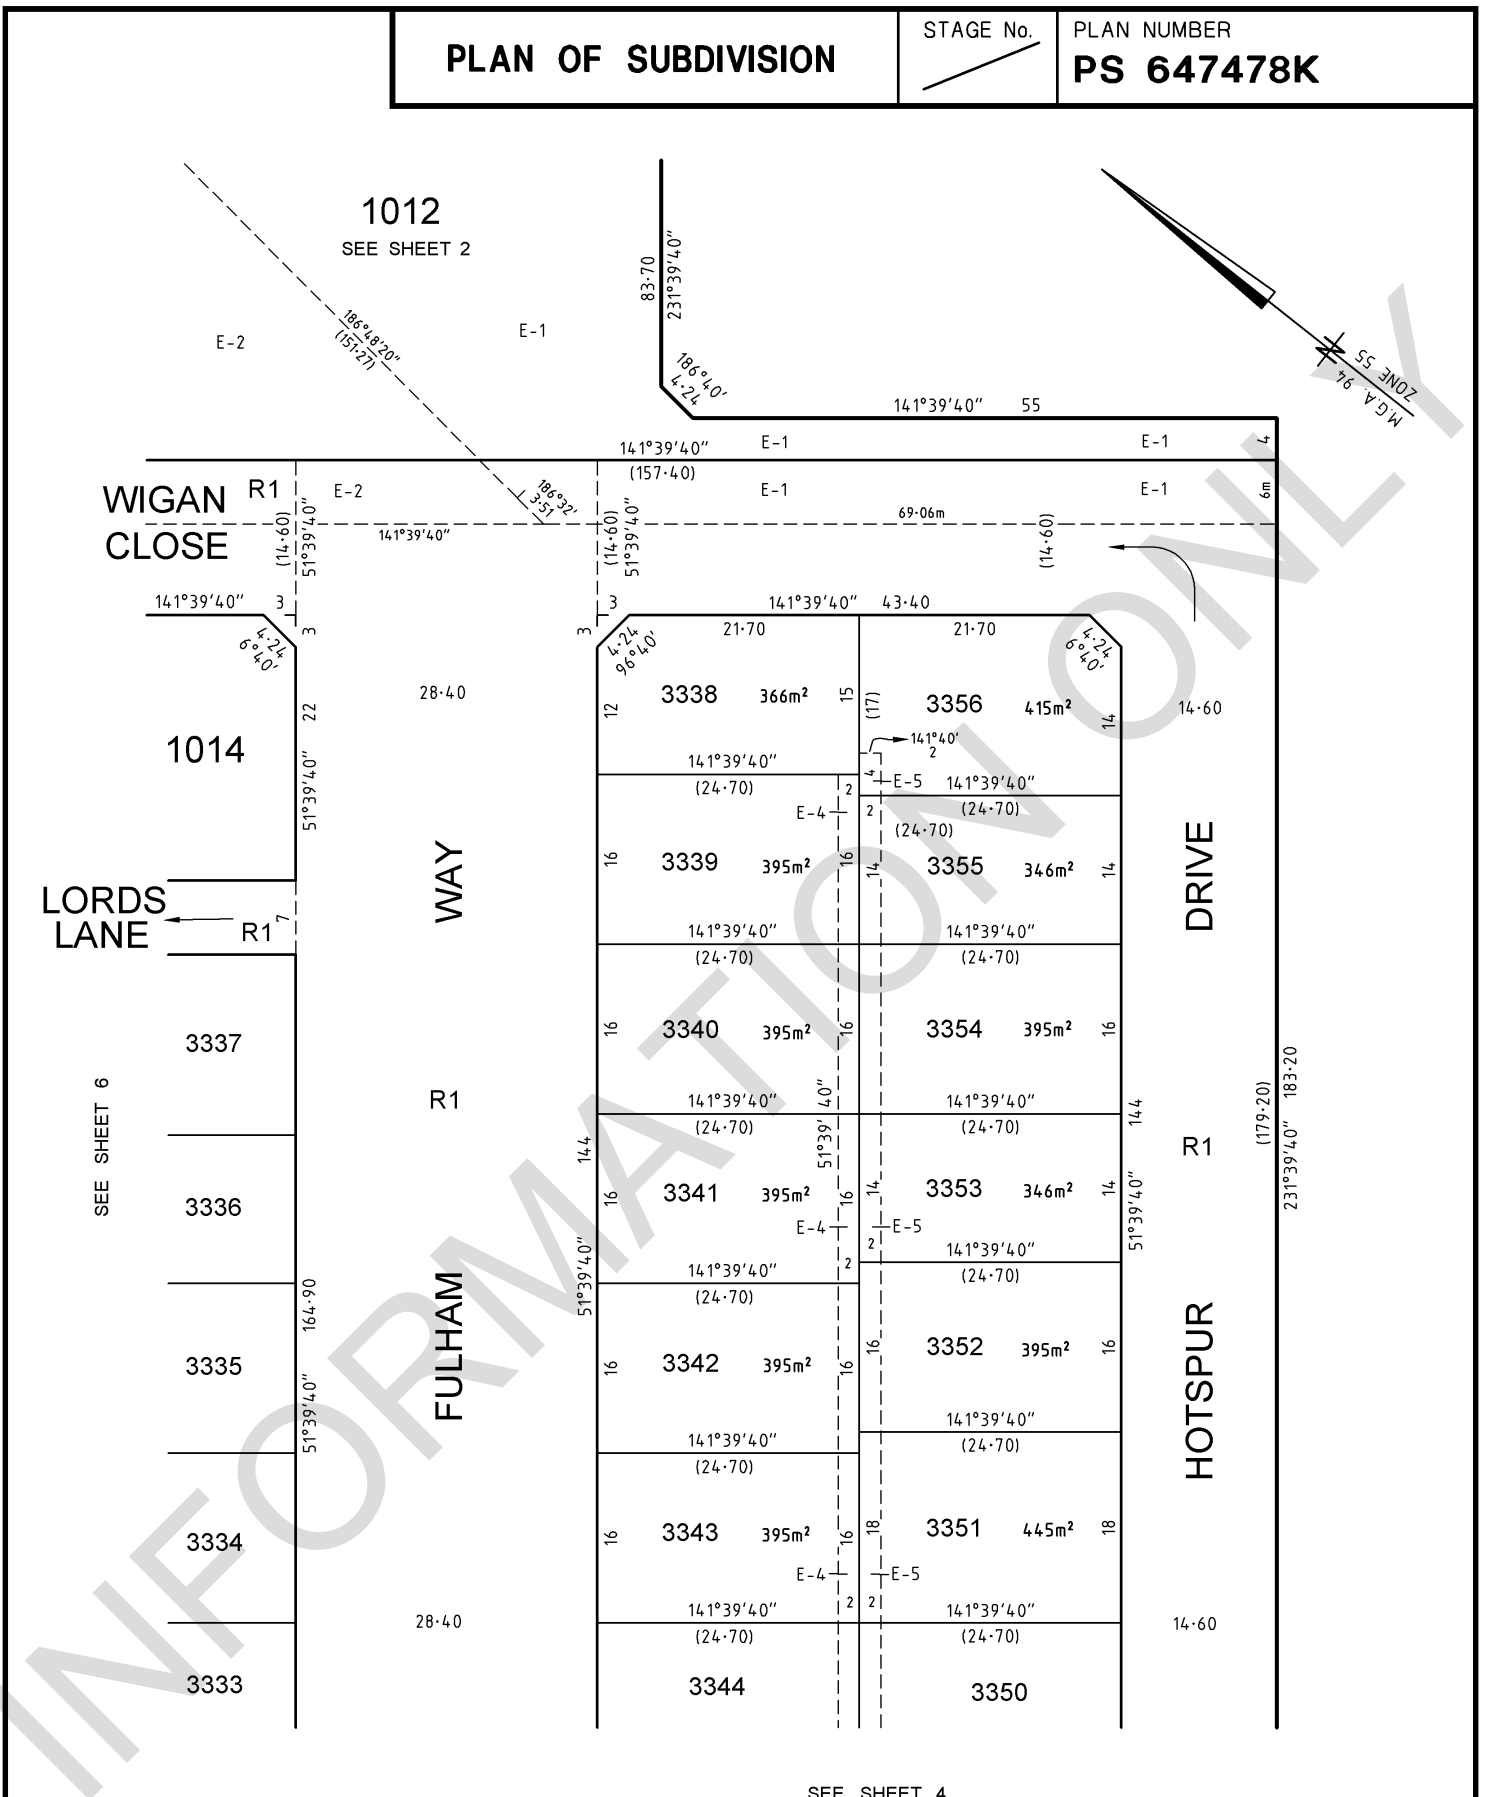 PLAN OF SUBDIVISION
STAGE No.
PLAN NUMBER
PS 647478K
1012
SEE SHEET 2
83·70
231°39'40"
E-2
186°48'20"
(151·27)
E-1
186°40'
4·24
M.G.A. 94
ZONE 55
N
141°39'40" 55
141°39'40"
E-1
E-1
4
(157·40)
WIGAN
CLOSE
R1
E-2
186°32'
3·51
E-1
E-1
6m
69·06m
141°39'40"
(14·60)
51°39'40"
(14·60)
51°39'40"
(14·60)
141°39'40"
3
3
4·24
6°40'
3
3
4·24
96°40'
141°39'40" 43·40
21·70
21·70
4·24
6°40'
28·40
12
3338
366m²
15
(17)
3356
415m²
14
14·60
1014
22
51°39'40"
141°40'
2
141°39'40"
(24·70)
2
4
E-5
141°39'40"
(24·70)
E-4
2
(24·70)
16
3339
395m²
16
14
3355
346m²
14
WAY
DRIVE
LORDS
LANE
R1
7
141°39'40"
(24·70)
141°39'40"
(24·70)
16
3340
395m²
16
3354
395m²
16
3337
SEE SHEET 6
R1
141°39'40"
(24·70)
141°39'40"
(24·70)
51°39'40"
144
144
51°39'40"
R1
(179·20)
183·20
231°39'40"
3336
16
3341
395m²
16
14
3353
346m²
14
E-4
E-5
2
2
141°39'40"
(24·70)
141°39'40"
(24·70)
51°39'40"
164·90
51°39'40"
FULHAM
HOTSPUR
3335
16
3342
395m²
16
16
3352
395m²
16
141°39'40"
(24·70)
141°39'40"
(24·70)
3334
16
3343
395m²
16
18
3351
445m²
18
E-4
E-5
2
2
28·40
141°39'40"
(24·70)
141°39'40"
(24·70)
14·60
3333
3344
3350
SEE SHEET 4
INFORMATION ONLY